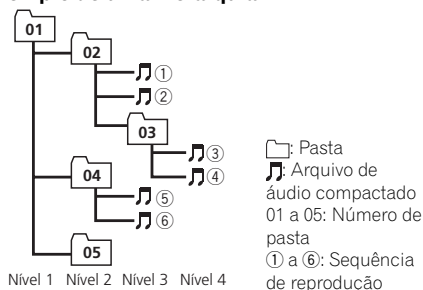 01
02
①
②
03
③
④
04
⑤
⑥
05
Nível 1 Nível 2 Nível 3 Nível 4
: Pasta
: Arquivo de
áudio compactado
01 a 05: Número de
pasta
① a ⑥: Sequência
de reprodução